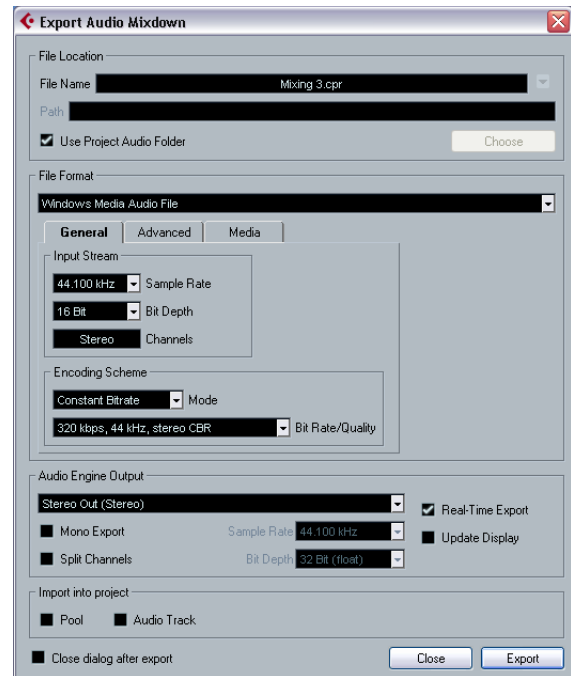 Export Audio Mixdown
File Location
File Name Mixing 3.cpr
Path
Use Project Audio Folder Choose
File Format
Windows Media Audio File
General Advanced Media
Input Stream
44.100 kHz Sample Rate
16 Bit Bit Depth
Stereo Channels
Encoding Scheme
Constant Bitrate Mode
320 kbps, 44 kHz, stereo CBR Bit Rate/Quality
Audio Engine Output
Stereo Out (Stereo) Real-Time Export
Mono Export Sample Rate 44.100 kHz Update Display
Split Channels Bit Depth 32 Bit (float)
Import into project
Pool Audio Track
Close dialog after export Close Export